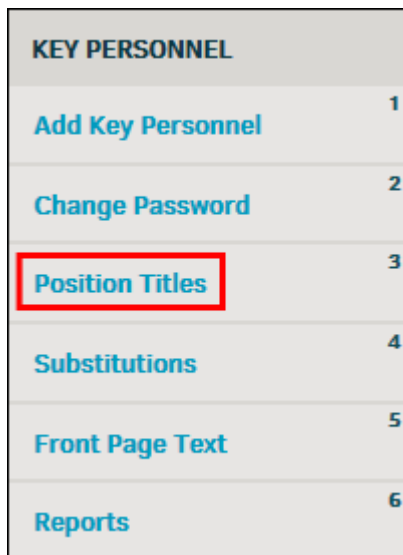 KEY PERSONNEL
Add Key Personnel 1
Change Password 2
Position Titles 3
Substitutions 4
Front Page Text 5
Reports 6